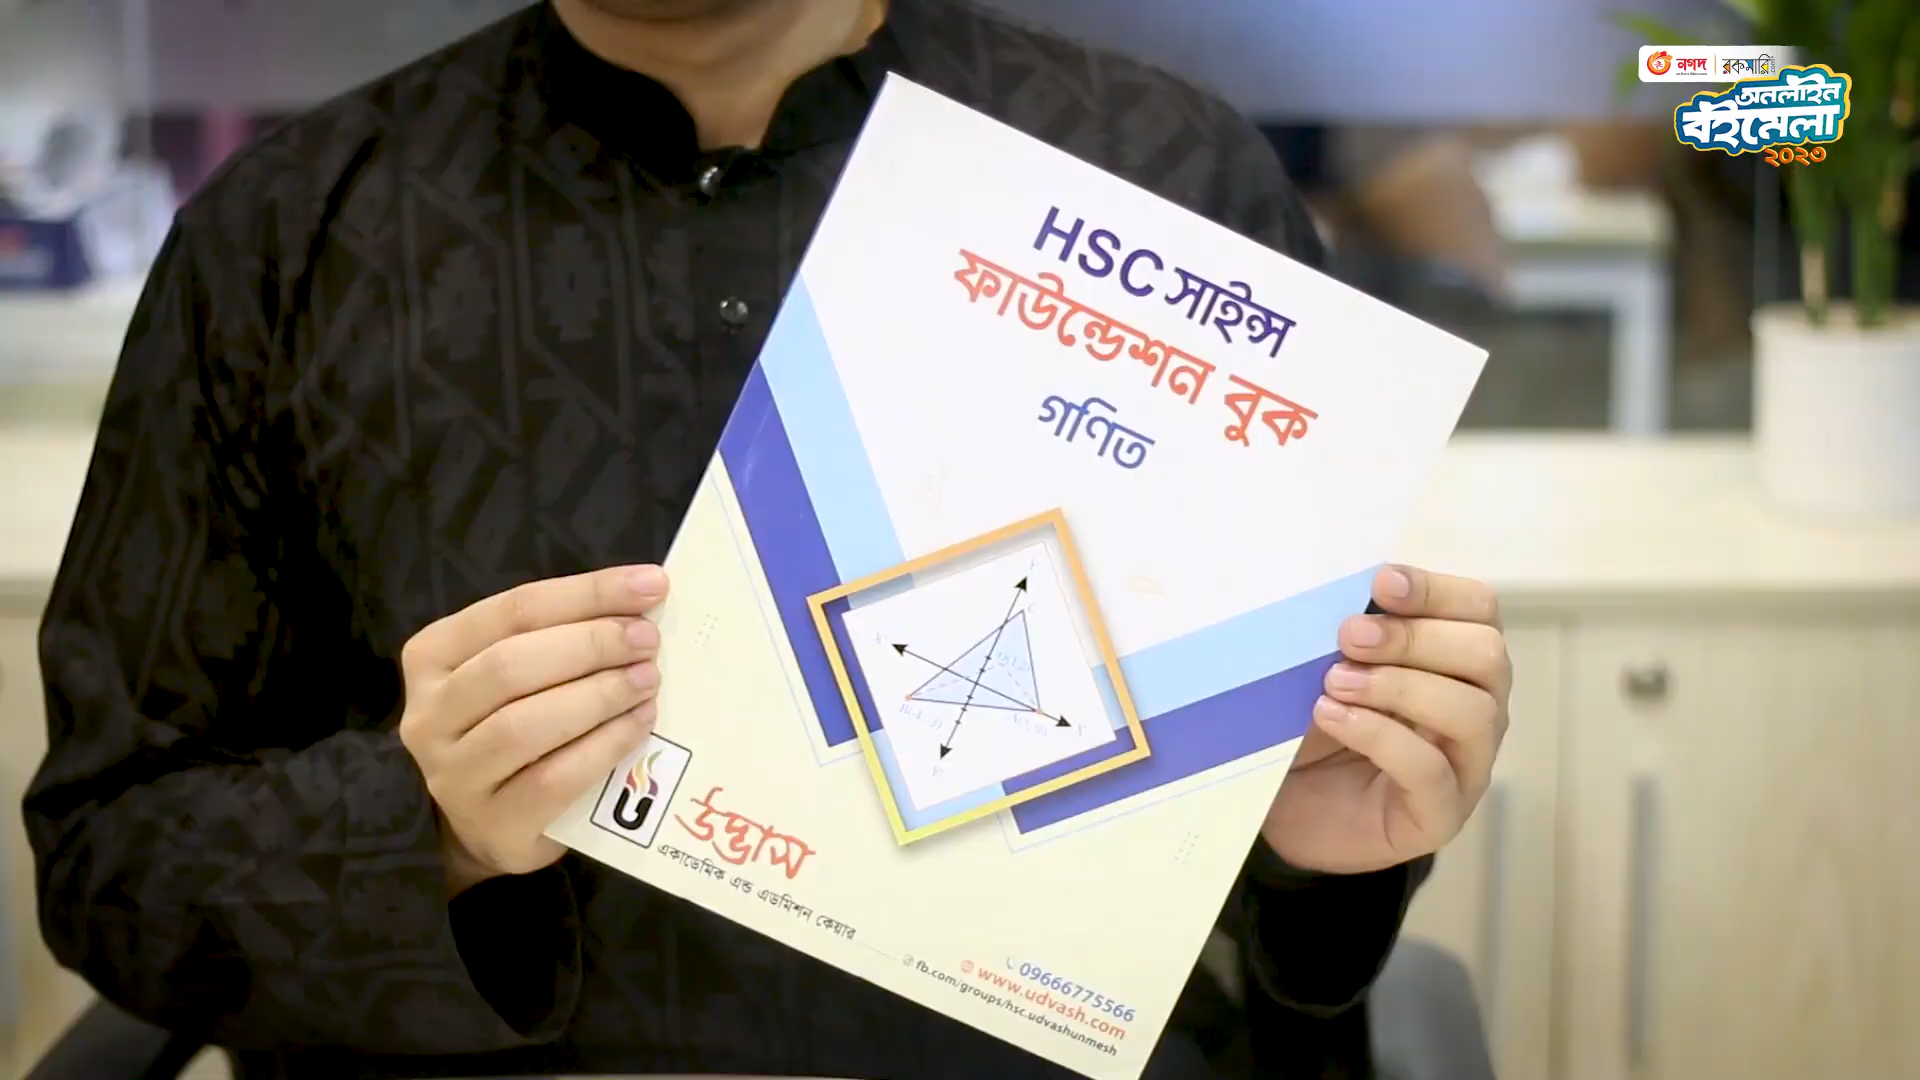 নগদ | রকমারি
অনলাইন
বইমেলা
২০২৩
HSC সাইন্স
ফাউন্ডেশন বুক
গণিত
উদ্ভাস
একাডেমিক এন্ড এডমিশন কেয়ার
09666775566
www.udvash.com
fb.com/groups/hsc.udvashunmesh